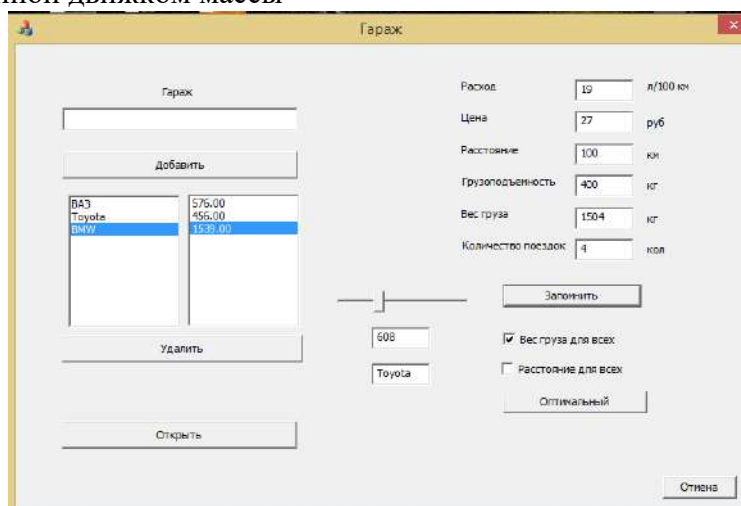 движком массы
Гараж
Гараж
Добавить
ВАЗ
Toyota
BMW
576.00
456.00
1539.00
Удалить
Открыть
Расход 19 л/100 км
Цена 27 руб
Расстояние 100 км
Грузоподъемность 400 кг
Вес груза 1504 кг
Количество поездок 4 кол
Запомнить
608
Toyota
Вес груза для всех
Расстояние для всех
Оптимальный
Отмена